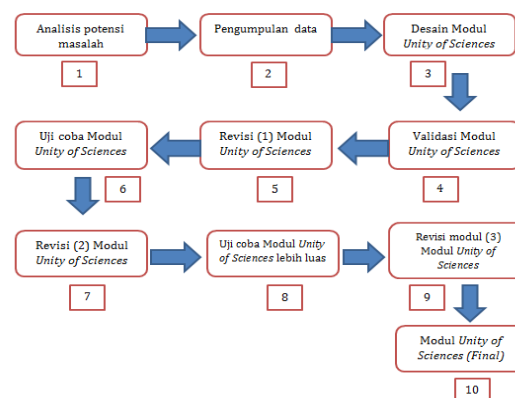 Analisis potensi
masalah
1
Pengumpulan data
2
Desain Modul
Unity of Sciences
3
Validasi Modul
Unity of Sciences
4
Revisi (1) Modul
Unity of Sciences
5
Uji coba Modul
Unity of Sciences
6
Revisi (2) Modul
Unity of Sciences
7
Uji coba Modul Unity
of Sciences lebih luas
8
Revisi modul (3)
Modul Unity of
Sciences
9
Modul Unity of
Sciences (Final)
10